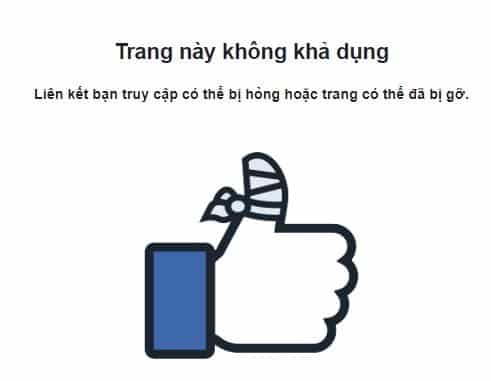 Trang này không khả dụng
Liên kết bạn truy cập có thể bị hỏng hoặc trang có thể đã bị gỡ.